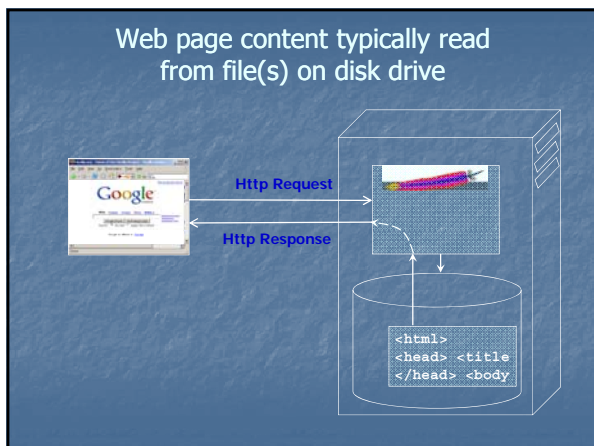 Web page content typically read
from file(s) on disk drive
Google
Http Request
Http Response
<html>
<head> <title
</head> <body